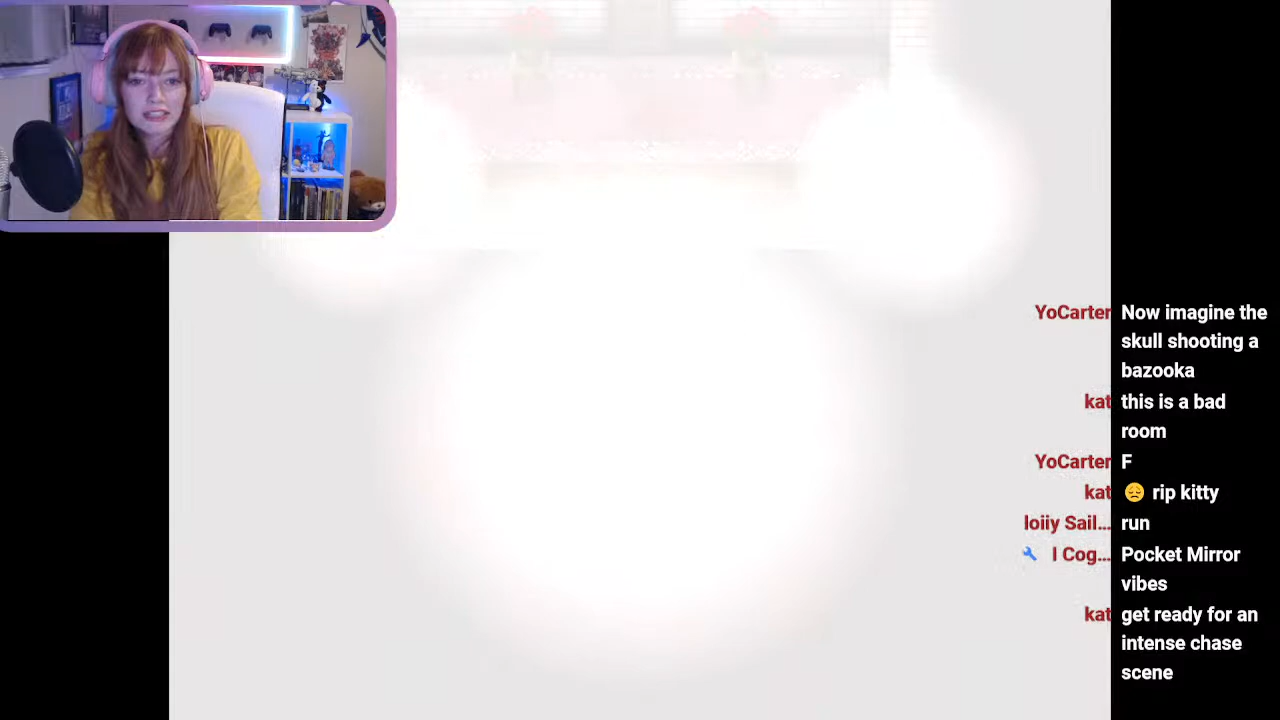 YoCarter Now imagine the
skull shooting a
bazooka
kat this is a bad
room
YoCarter F
kat 😔 rip kitty
loiiy Sail... run
I Cog... Pocket Mirror
vibes
kat get ready for an
intense chase
scene